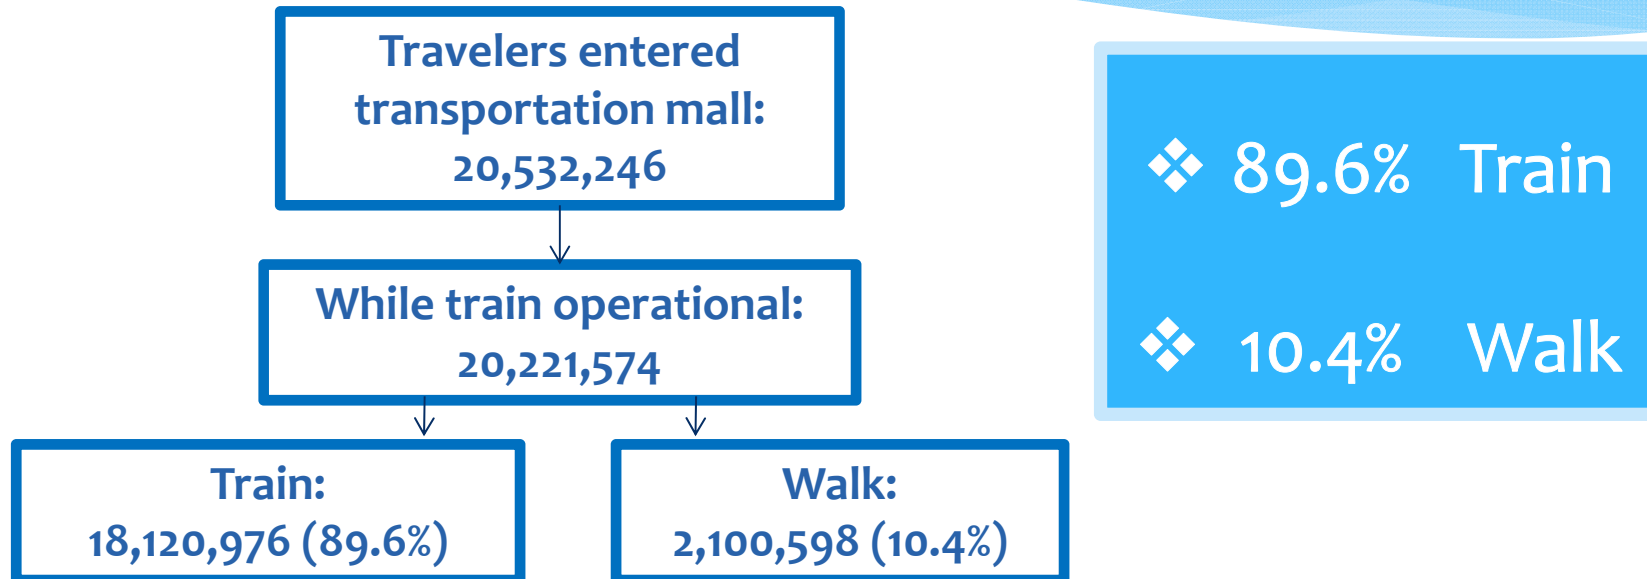 Travelers entered
transportation mall:
20,532,246
While train operational:
20,221,574
Train:
18,120,976 (89.6%)
Walk:
2,100,598 (10.4%)
❖ 89.6% Train
❖ 10.4% Walk